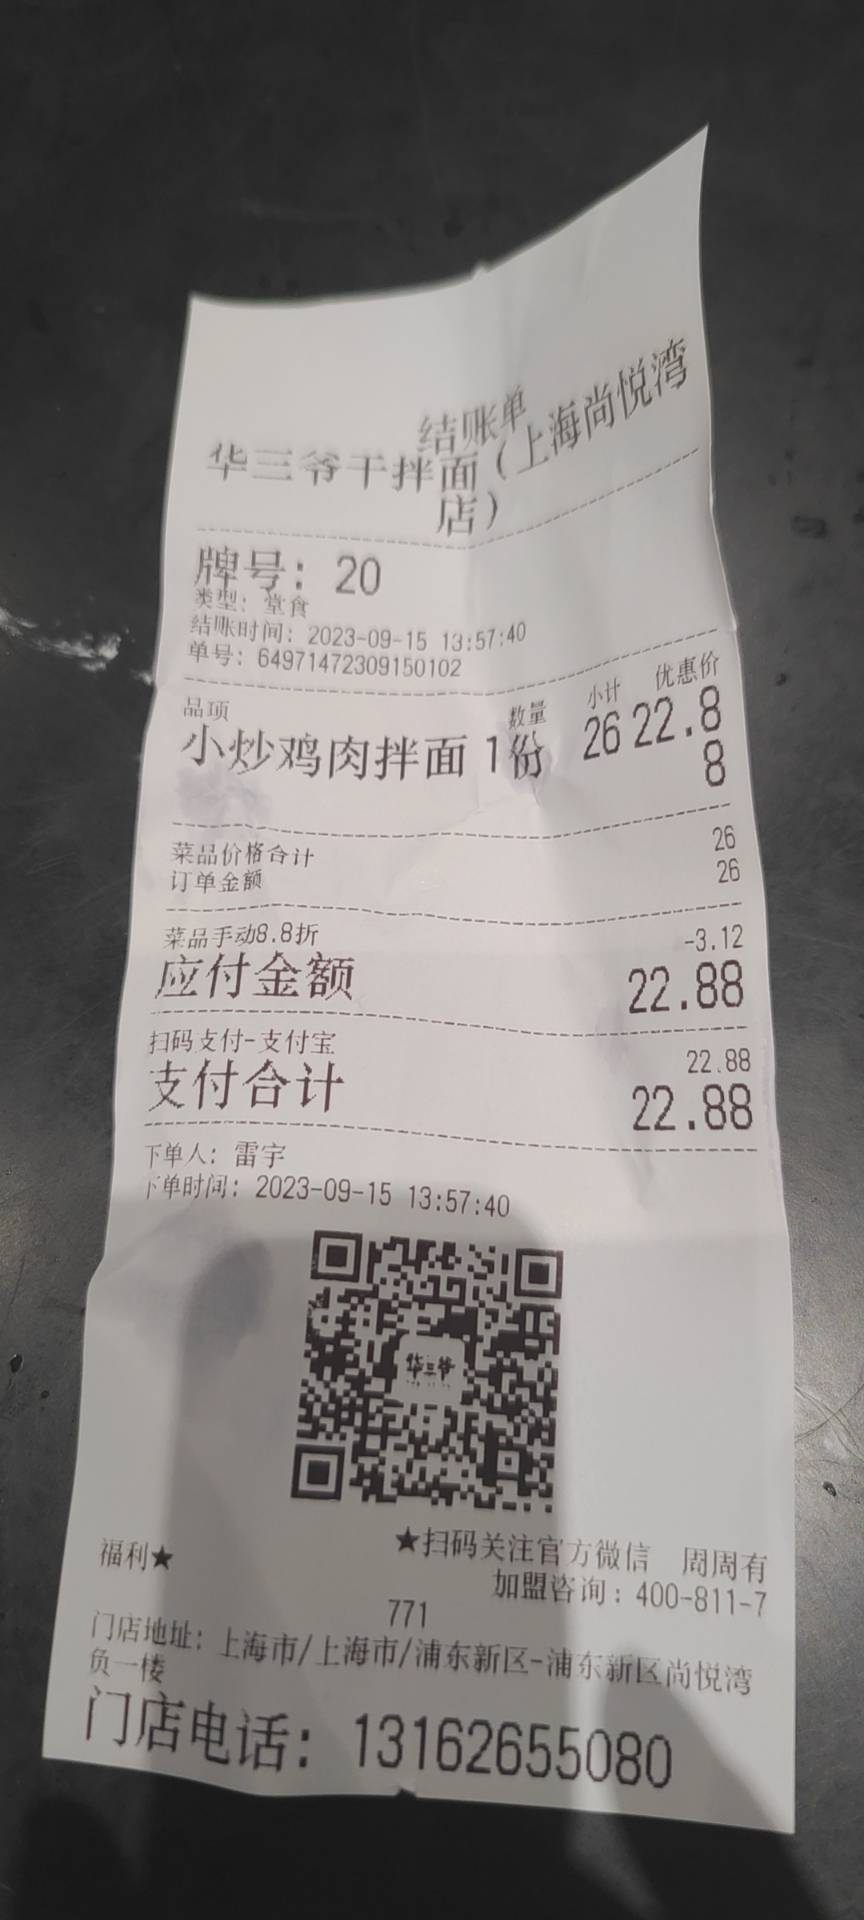 结账单
华三爷干拌面（上海尚悦湾
店）
牌号：20
类型：堂食
结账时间：2023-09-15 13:57:40
单号：64971472309150102
品项 数量 小计 优惠价
小炒鸡肉拌面 1份 26 22.8
8
菜品价格合计 26
订单金额 26
菜品手动8.8折 -3.12
应付金额 22.88
扫码支付-支付宝 22.88
支付合计 22.88
下单人：雷宇
下单时间：2023-09-15 13:57:40
华三爷
★扫码关注官方微信 周周有
福利★
加盟咨询：400-811-7
771
门店地址：上海市/上海市/浦东新区-浦东新区尚悦湾
负一楼
门店电话：13162655080